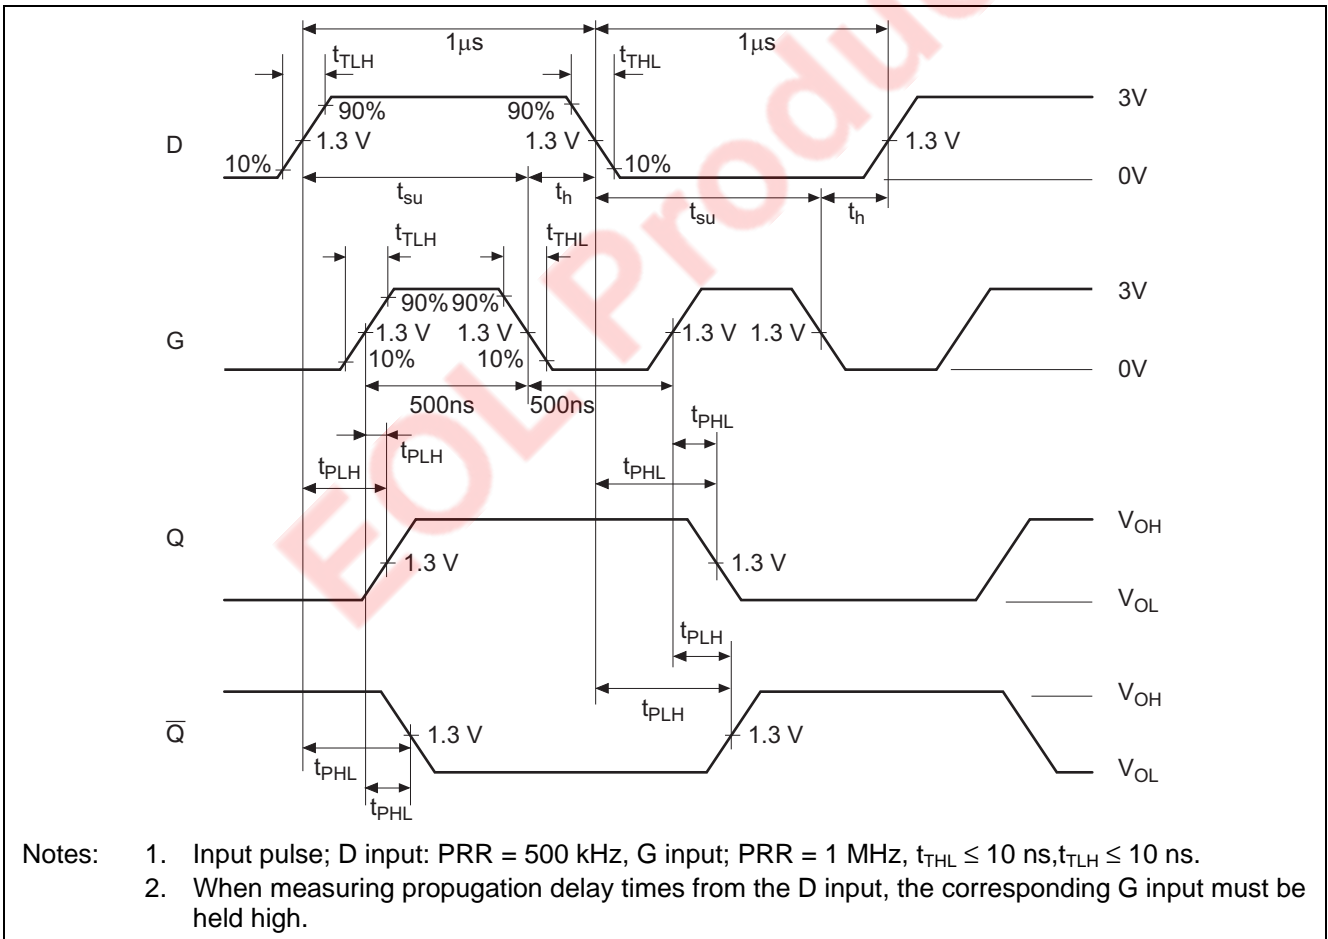 1μs 1μs
tTLH tTHL
90% 90% 3V
D 1.3 V 1.3 V 1.3 V
10% 10% 0V
tsu th tsu th
tTLH tTHL
90% 90% 3V
G 1.3 V 1.3 V 1.3 V 1.3 V
10% 10% 0V
500ns 500ns
tPHL
tPLH
tPLH tPHL
Q VOH
1.3 V 1.3 V
VOL
tPLH
VOH
tPLH
Q̅ 1.3 V 1.3 V
tPHL VOL
tPHL
EOL Produc
Notes: 1. Input pulse; D input: PRR = 500 kHz, G input; PRR = 1 MHz, tTHL ≤ 10 ns,tTLH ≤ 10 ns.
2. When measuring propugation delay times from the D input, the corresponding G input must be
held high.